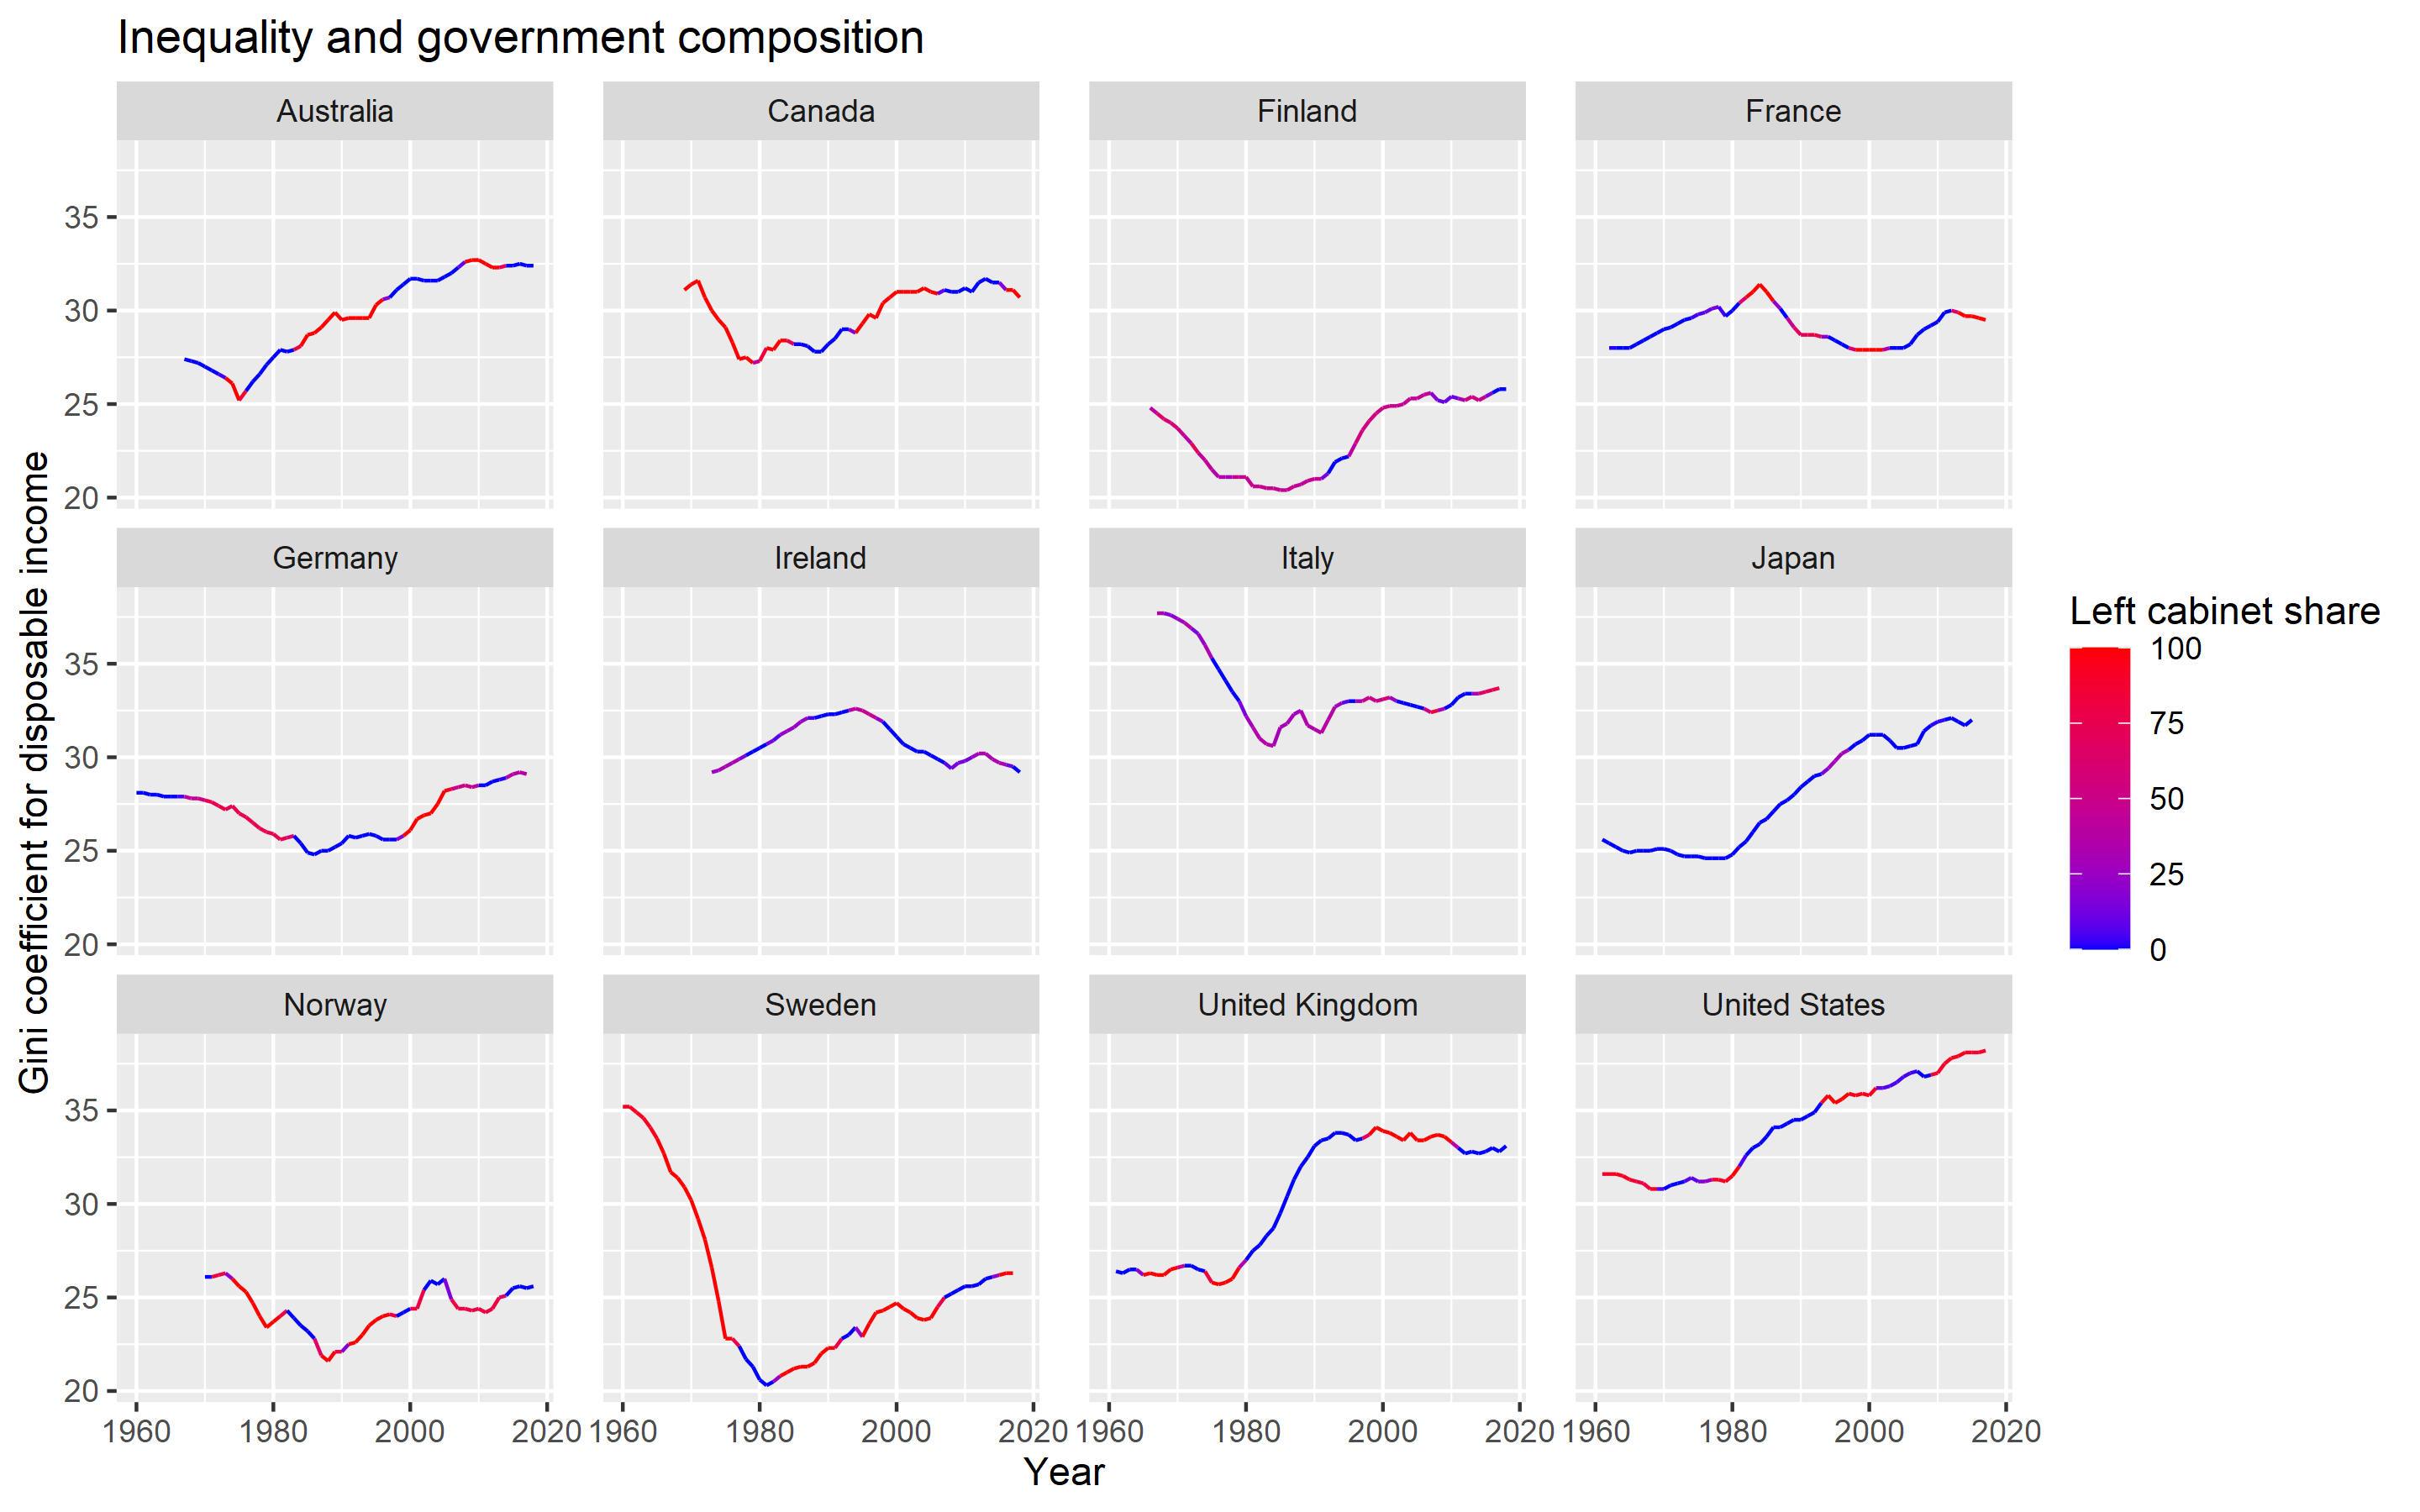 Inequality and government composition
Australia
Canada
Finland
France
35
30
25
20
Germany
Ireland
Italy
Japan
35
30
25
20
Norway
Sweden
United Kingdom
United States
35
30
25
20
1960 1980 2000 2020
1960 1980 2000 2020
1960 1980 2000 2020
1960 1980 2000 2020
Year
Gini coefficient for disposable income
Left cabinet share
100
75
50
25
0